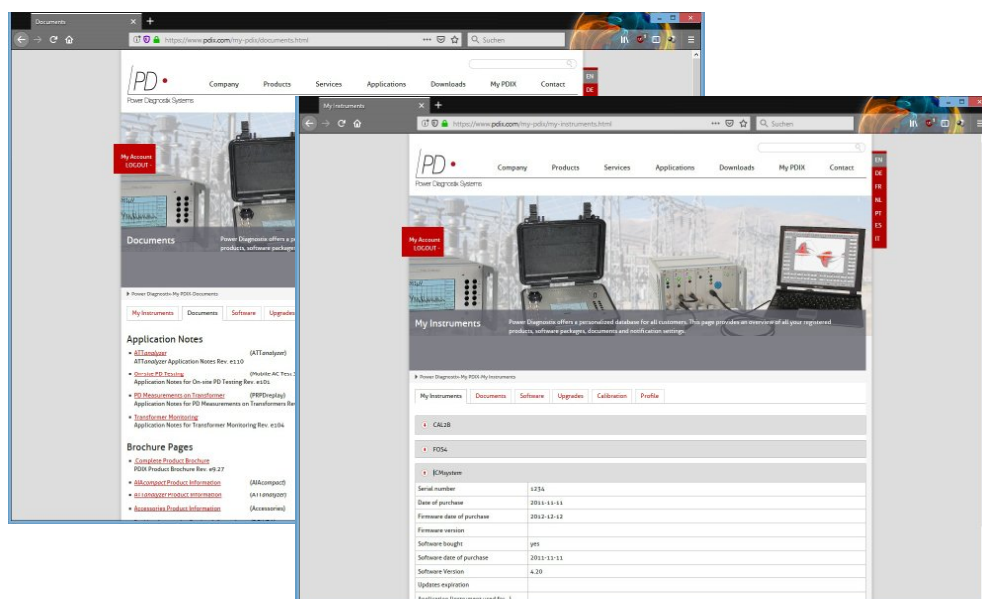 Documents
https://www.pdix.com/my-pdix/documents.html
Suchen
PD
Power Diagnostix Systems
Company Products Services Applications Downloads My PDIX Contact
EN
DE
My Account
LOGOUT -
Documents
Power Diagnostix offers a p
products, software packages
Power Diagnostix›My PDIX›Documents
My Instruments Documents Software Upgrades
Application Notes
ATTanalyzer (ATTanalyzer)
ATTanalyzer Application Notes Rev. e1.10
On-site PD Testing (Mobile AC Test
Application Notes for On-site PD Testing Rev. e1.01
PD Measurements on Transformer (PRPDreplay)
Application Notes for PD Measurements on Transformers Rev
Transformer Monitoring
Application Notes for Transformer Monitoring Rev. e1.04
Brochure Pages
Complete Product Brochure
PDIX Product Brochure Rev. e9.27
AIAcompact Product Information (AIAcompact)
ATTanalyzer Product Information (ATTanalyzer)
Accessories Product Information (Accessories)
My Instruments
https://www.pdix.com/my-pdix/my-instruments.html
Suchen
PD
Power Diagnostix Systems
Company Products Services Applications Downloads My PDIX Contact
EN
DE
FR
NL
PT
ES
IT
My Account
LOGOUT -
My Instruments
Power Diagnostix offers a personalized database for all customers. This page provides an overview of all your registered
products, software packages, documents and notification settings.
Power Diagnostix›My PDIX›My Instruments
My Instruments Documents Software Upgrades Calibration Profile
CAL2B
FOS4
ICMsystem
Serial number 1234
Date of purchase 2011-11-11
Firmware date of purchase 2012-12-12
Firmware version
Software bought yes
Software date of purchase 2011-11-11
Software Version 4.20
Updates expiration